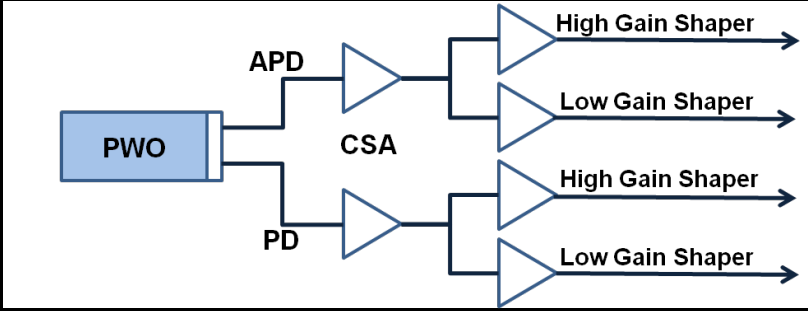 High Gain Shaper
APD
Low Gain Shaper
PWO
CSA
High Gain Shaper
PD
Low Gain Shaper